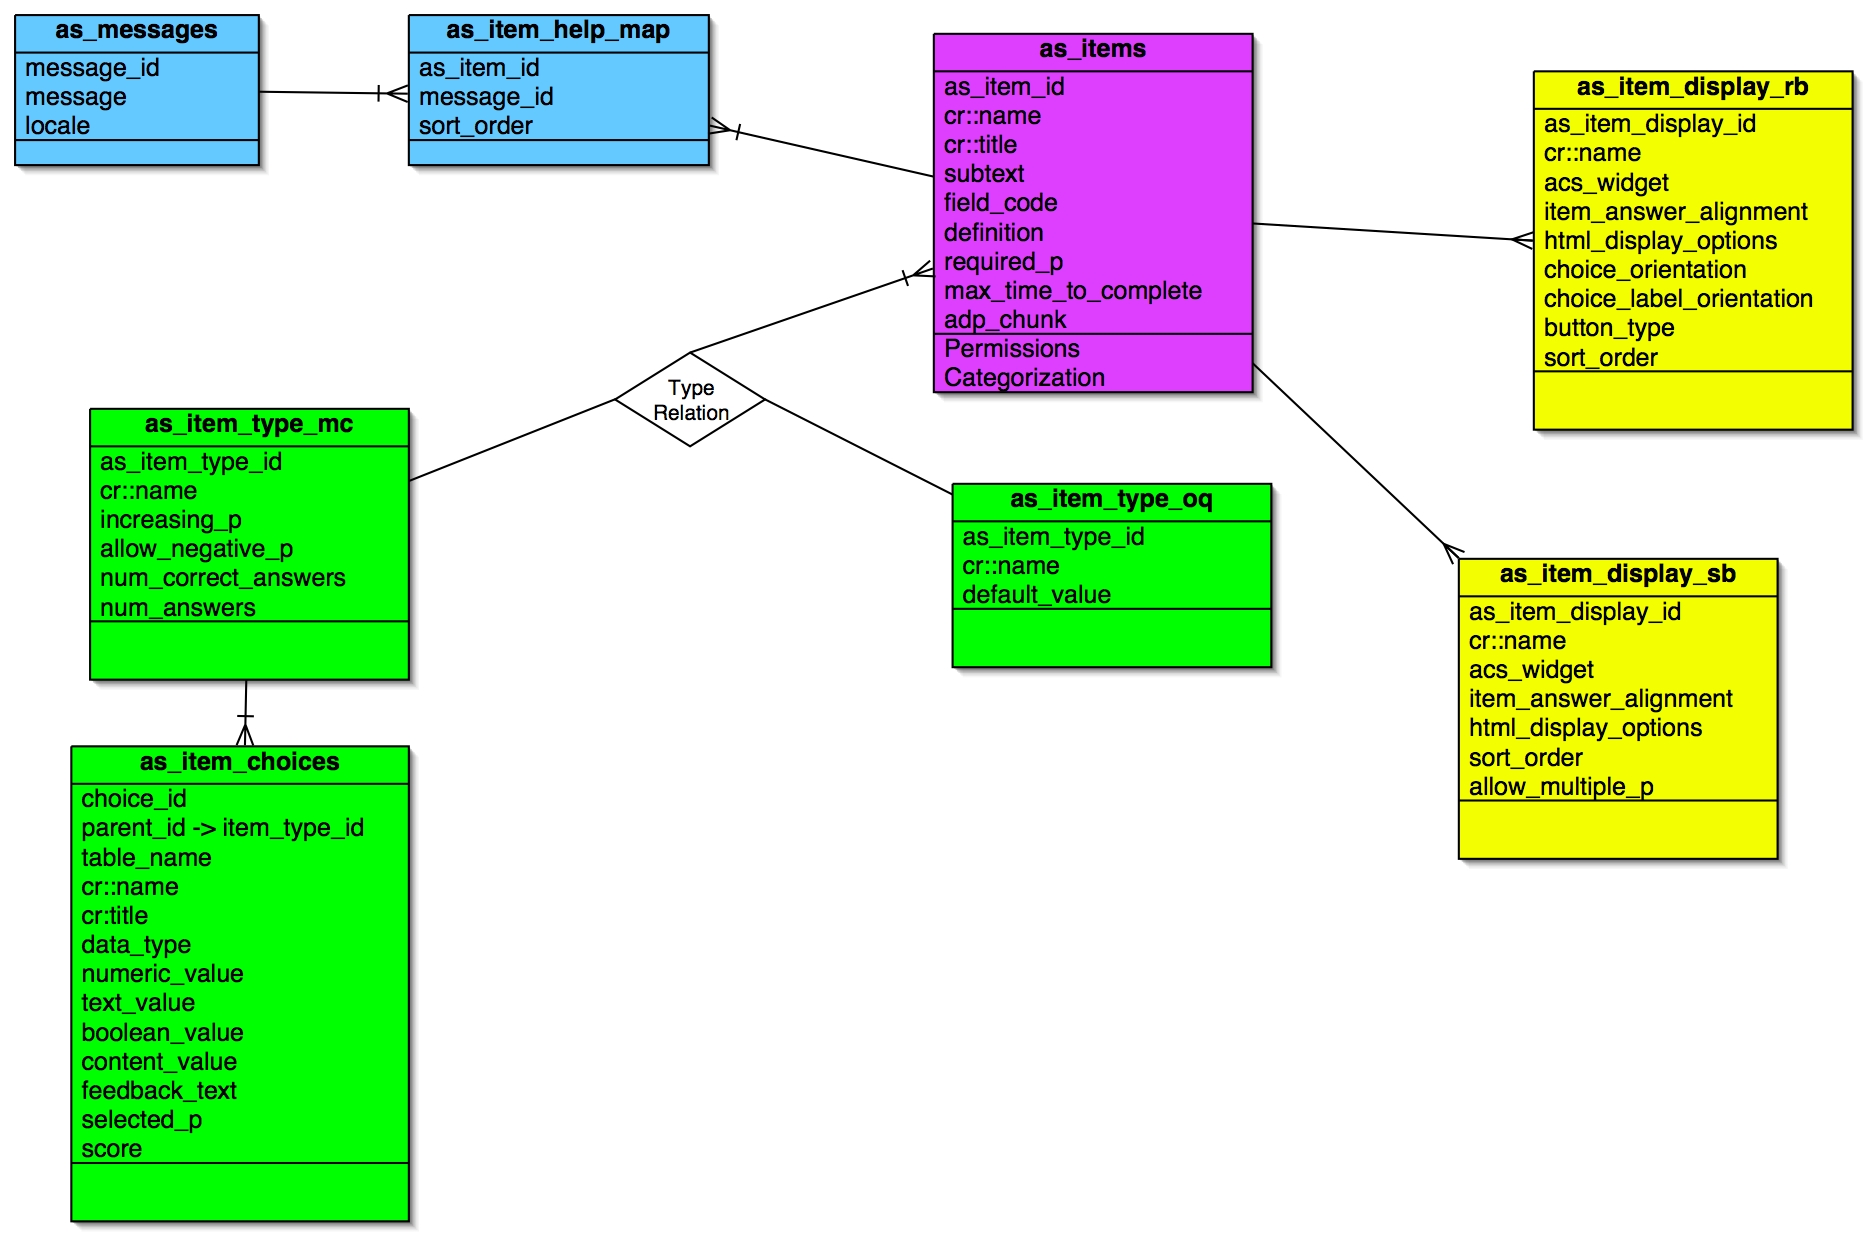 as_messages
message_id
message
locale
as_item_help_map
as_item_id
message_id
sort_order
as_items
as_item_id
cr::name
cr::title
subtext
field_code
definition
required_p
max_time_to_complete
adp_chunk
Permissions
Categorization
as_item_display_rb
as_item_display_id
cr::name
acs_widget
item_answer_alignment
html_display_options
choice_orientation
choice_label_orientation
button_type
sort_order
Type
Relation
as_item_type_mc
as_item_type_id
cr::name
increasing_p
allow_negative_p
num_correct_answers
num_answers
as_item_type_oq
as_item_type_id
cr::name
default_value
as_item_display_sb
as_item_display_id
cr::name
acs_widget
item_answer_alignment
html_display_options
sort_order
allow_multiple_p
as_item_choices
choice_id
parent_id -> item_type_id
table_name
cr::name
cr:title
data_type
numeric_value
text_value
boolean_value
content_value
feedback_text
selected_p
score